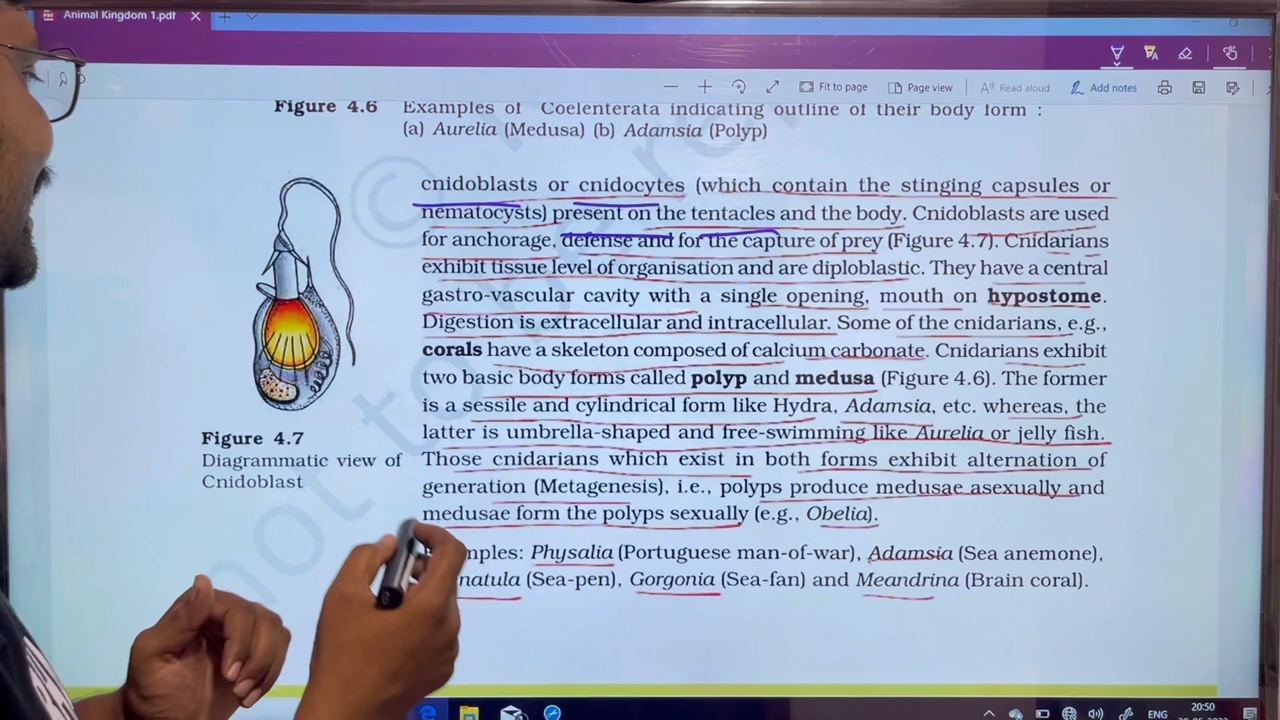 Animal Kingdom 1.pdf
Fit to page
Page view
Read aloud
Add notes
Figure 4.6 Examples of Coelenterata indicating outline of their body form :
(a) Aurelia (Medusa) (b) Adamsia (Polyp)
cnidoblasts or cnidocytes (which contain the stinging capsules or
nematocysts) present on the tentacles and the body. Cnidoblasts are used
for anchorage, defense and for the capture of prey (Figure 4.7). Cnidarians
exhibit tissue level of organisation and are diploblastic. They have a central
gastro-vascular cavity with a single opening, mouth on hypostome.
Digestion is extracellular and intracellular. Some of the cnidarians, e.g.,
corals have a skeleton composed of calcium carbonate. Cnidarians exhibit
two basic body forms called polyp and medusa (Figure 4.6). The former
is a sessile and cylindrical form like Hydra, Adamsia, etc. whereas, the
latter is umbrella-shaped and free-swimming like Aurelia or jelly fish.
Those cnidarians which exist in both forms exhibit alternation of
generation (Metagenesis), i.e., polyps produce medusae asexually and
medusae form the polyps sexually (e.g., Obelia).
mples: Physalia (Portuguese man-of-war), Adamsia (Sea anemone),
natula (Sea-pen), Gorgonia (Sea-fan) and Meandrina (Brain coral).
Figure 4.7
Diagrammatic view of
Cnidoblast
not to be re
ENG
20:50